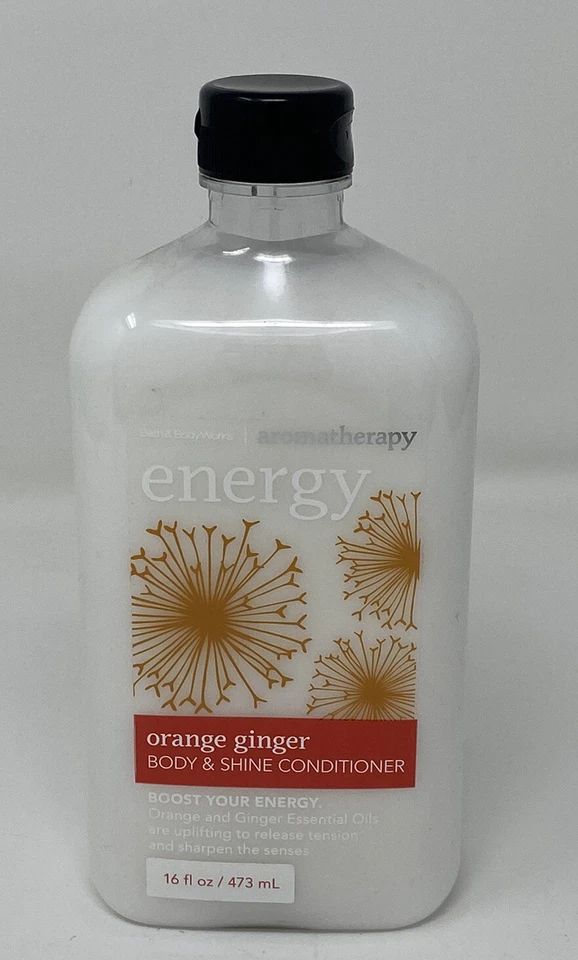 Bath & Body Works | aromatherapy
energy
orange ginger
BODY & SHINE CONDITIONER
BOOST YOUR ENERGY.
Orange and Ginger Essential Oils
are uplifting to release tension
and sharpen the senses
16 fl oz / 473 mL